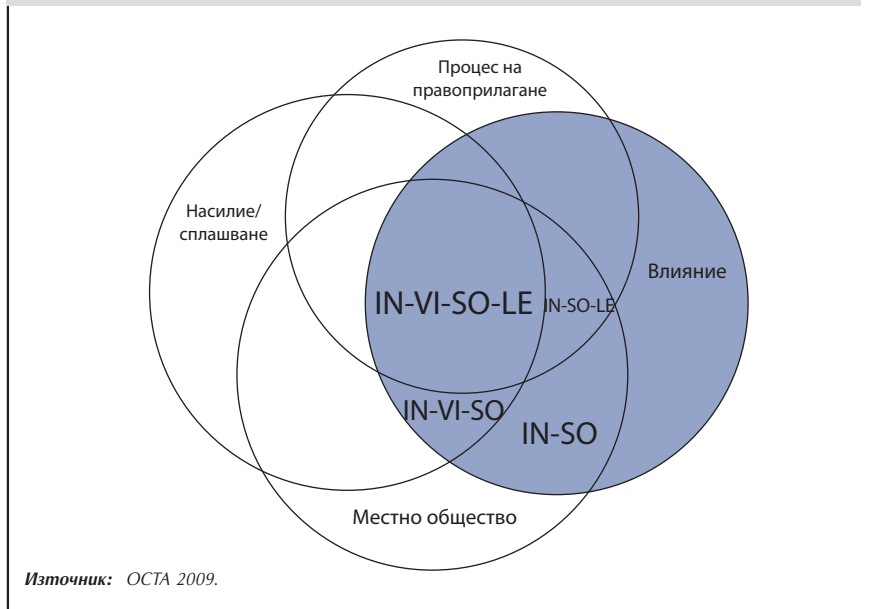 Процес на
правоприлагане
Насилие/
сплашване
Влияние
IN-VI-SO-LE
IN-SO-LE
IN-VI-SO
IN-SO
Местно общество
Източник: ОСТА 2009.